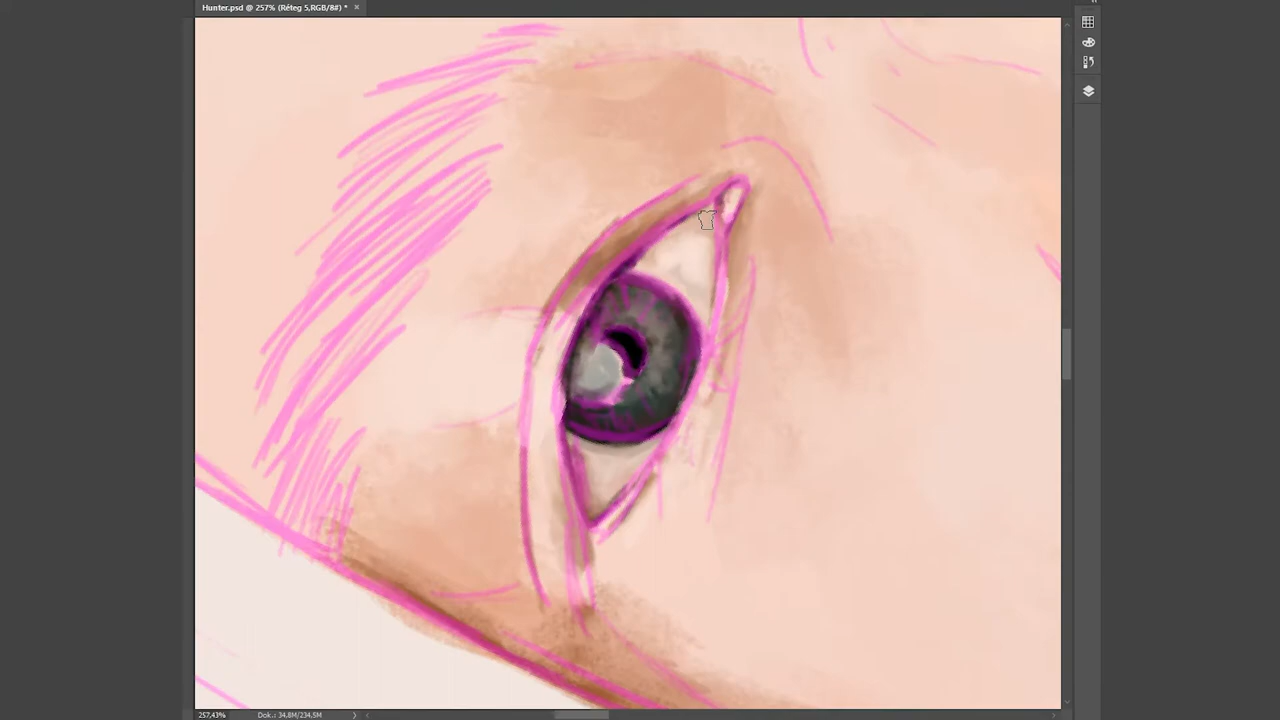 Hunter.psd @ 257% (Réteg 5,RGB/8#) *
257,43%
Dok.: 34,8M/234,5M